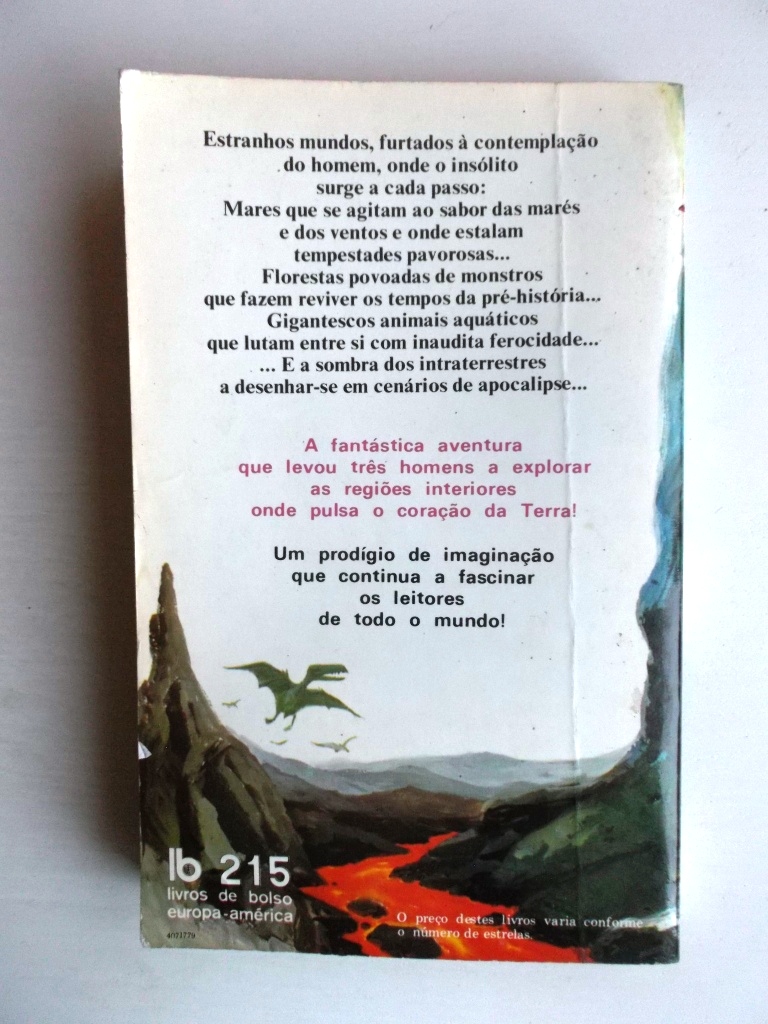 Estranhos mundos, furtados à contemplação
do homem, onde o insólito
surge a cada passo:
Mares que se agitam ao sabor das marés
e dos ventos e onde estalam
tempestades pavorosas...
Florestas povoadas de monstros
que fazem reviver os tempos da pré-história...
Gigantescos animais aquáticos
que lutam entre si com inaudita ferocidade...
... E a sombra dos intraterrestres
a desenhar-se em cenários de apocalipse...
A fantástica aventura
que levou três homens a explorar
as regiões interiores
onde pulsa o coração da Terra!
Um prodígio de imaginação
que continua a fascinar
os leitores
de todo o mundo!
lb 215
livros de bolso
europa-américa
O preço destes livros varia conforme
o número de estrelas.